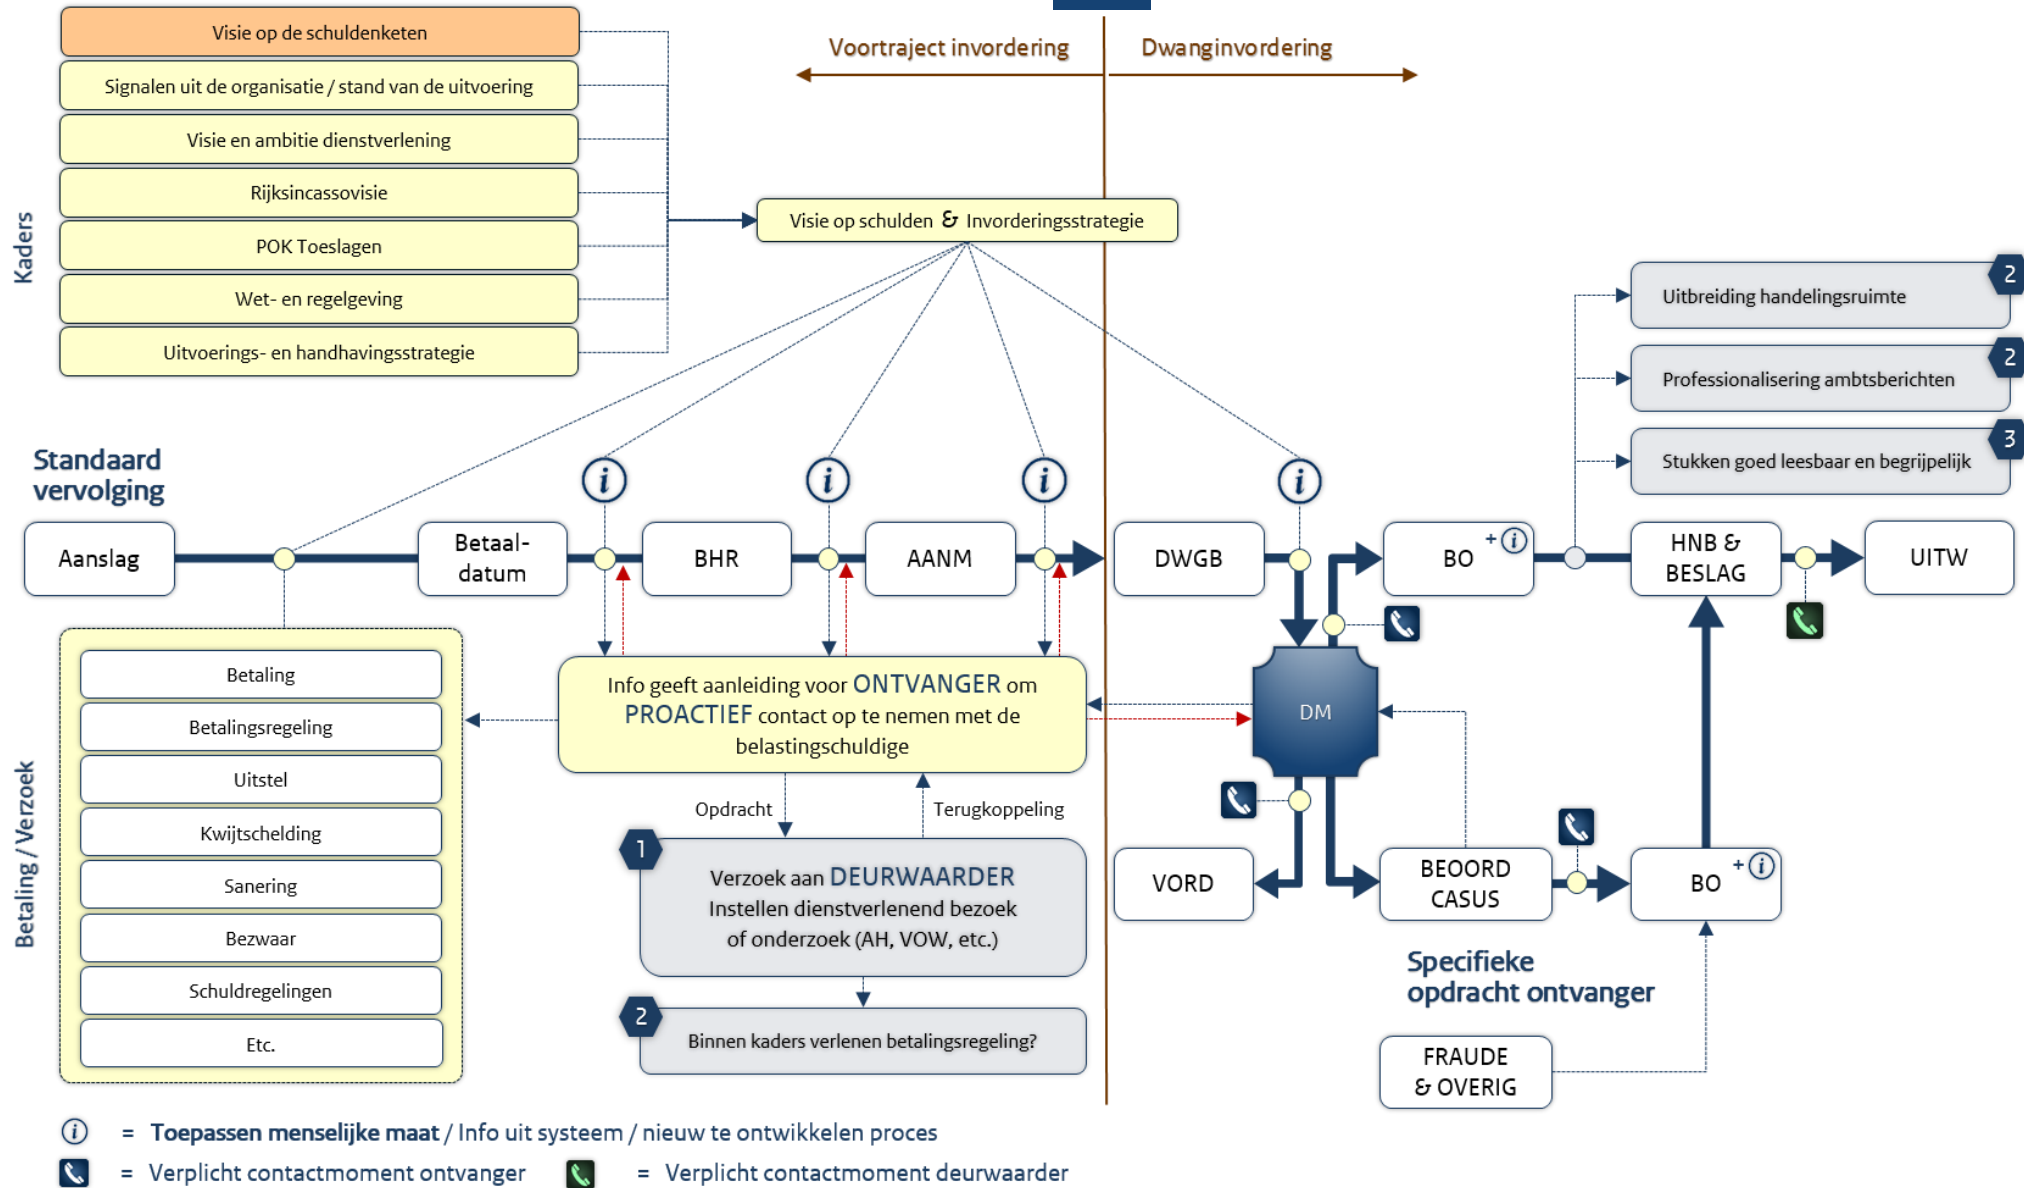 Visie op de schuldenketen
Signalen uit de organisatie / stand van de uitvoering
Visie en ambitie dienstverlening
Rijksincassovisie
POK Toeslagen
Wet- en regelgeving
Uitvoerings- en handhavingsstrategie
Kaders
Voortraject invordering
Dwanginvordering
Visie op schulden & Invorderingsstrategie
Uitbreiding handelingsruimte
2
Professionalisering ambtsberichten
2
Stukken goed leesbaar en begrijpelijk
3
Standaard
vervolging
i
i
i
i
Aanslag
Betaal-
datum
BHR
AANM
DWGB
BO
+ i
HNB &
BESLAG
UITW
Betaling / Verzoek
Betaling
Betalingsregeling
Uitstel
Kwijtschelding
Sanering
Bezwaar
Schuldregelingen
Etc.
Info geeft aanleiding voor ONTVANGER om
PROACTIEF contact op te nemen met de
belastingschuldige
DM
Opdracht
Terugkoppeling
1
Verzoek aan DEURWAARDER
Instellen dienstverlenend bezoek
of onderzoek (AH, VOW, etc.)
2
Binnen kaders verlenen betalingsregeling?
VORD
BEOORD
CASUS
BO
+ i
Specifieke
opdracht ontvanger
FRAUDE
& OVERIG
i = Toepassen menselijke maat / Info uit systeem / nieuw te ontwikkelen proces
= Verplicht contactmoment ontvanger
= Verplicht contactmoment deurwaarder